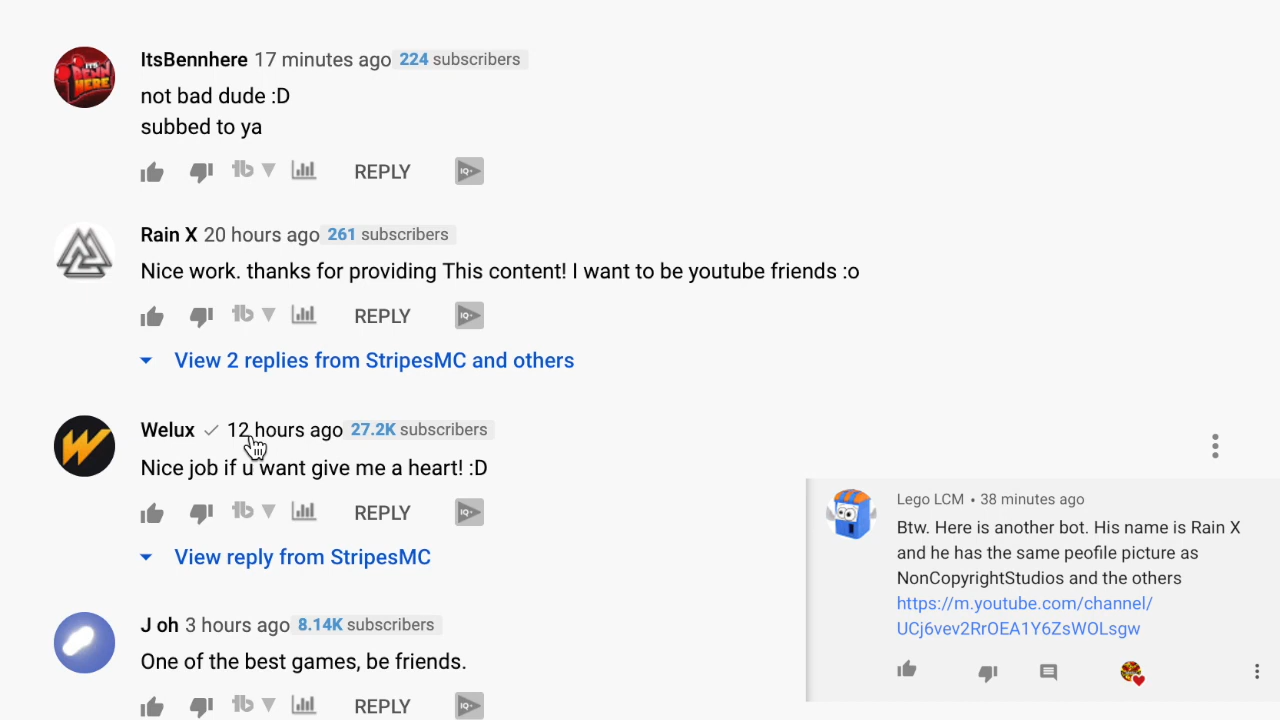 ItsBennhere 17 minutes ago 224 subscribers
not bad dude :D
subbed to ya
REPLY
Rain X 20 hours ago 261 subscribers
Nice work. thanks for providing This content! I want to be youtube friends :o
REPLY
View 2 replies from StripesMC and others
Welux 12 hours ago 27.2K subscribers
Nice job if u want give me a heart! :D
REPLY
View reply from StripesMC
J oh 3 hours ago 8.14K subscribers
One of the best games, be friends.
REPLY
Lego LCM • 38 minutes ago
Btw. Here is another bot. His name is Rain X
and he has the same peofile picture as
NonCopyrightStudios and the others
https://m.youtube.com/channel/
UCj6vev2RrOEA1Y6ZsWOLsgw